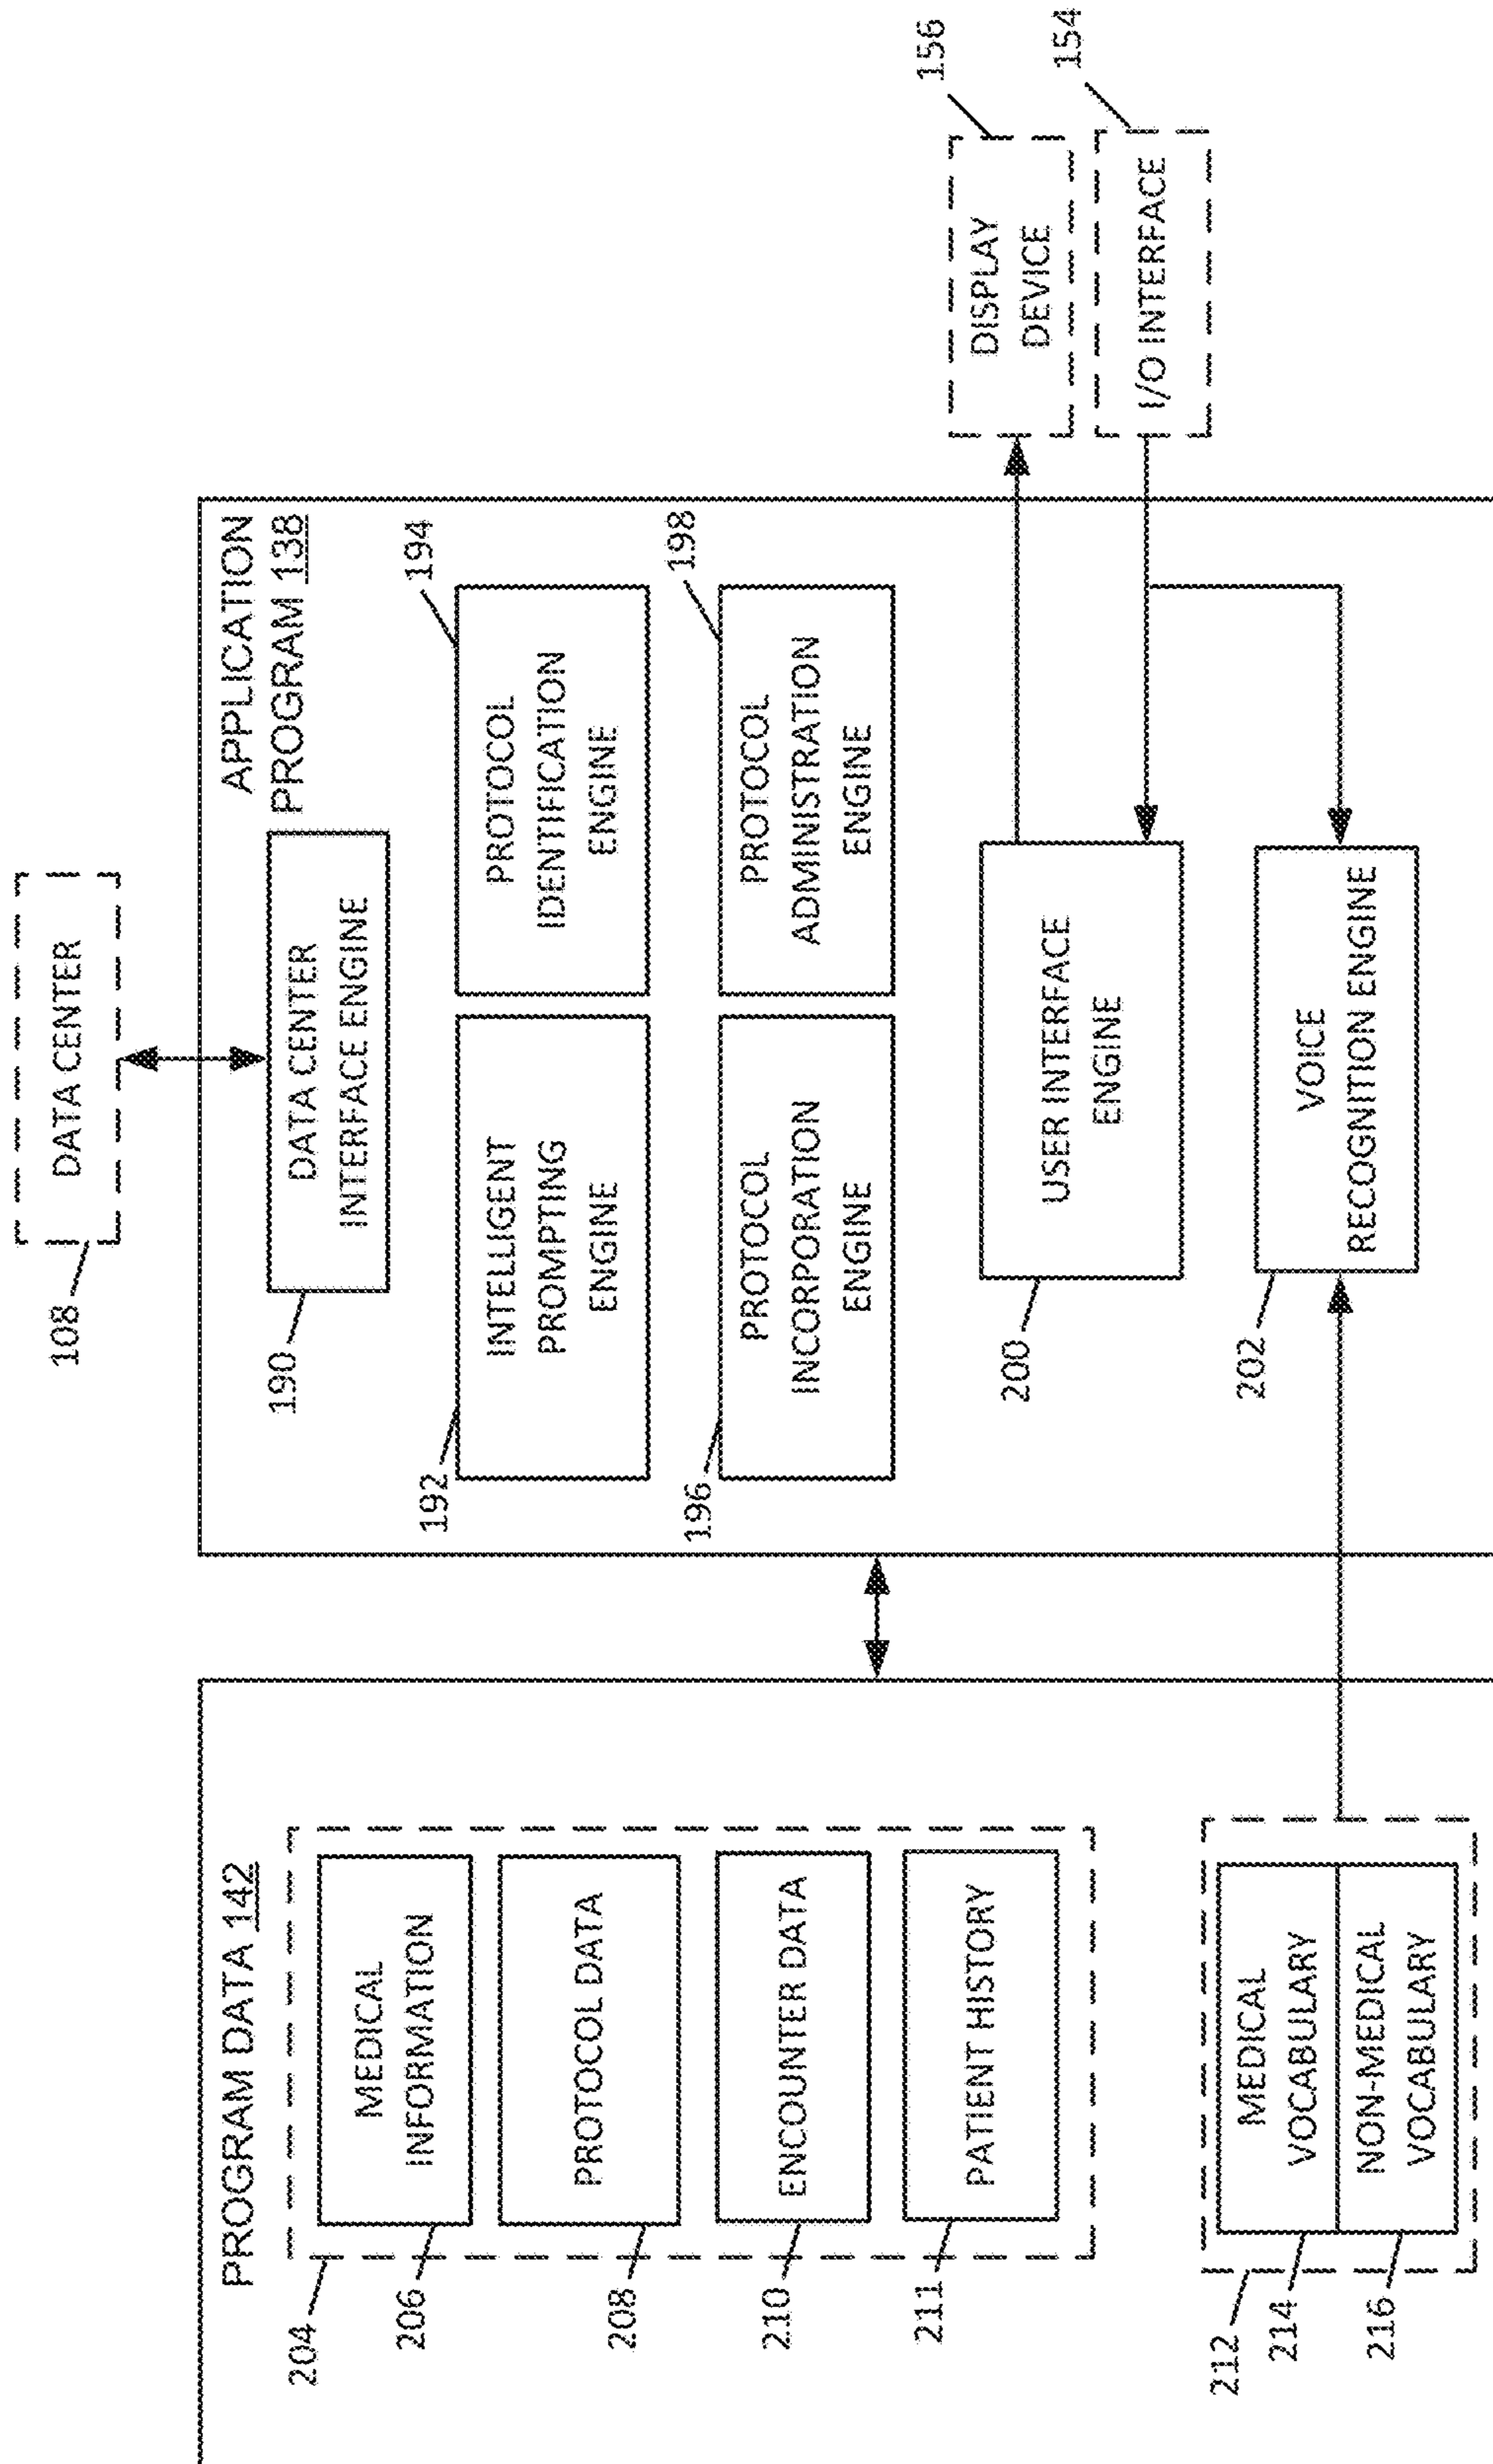 108
DATA CENTER
PROGRAM DATA 142
204
206
MEDICAL
INFORMATION
208
PROTOCOL DATA
210
ENCOUNTER DATA
211
PATIENT HISTORY
212
214
MEDICAL
VOCABULARY
216
NON-MEDICAL
VOCABULARY
APPLICATION
PROGRAM 138
190
DATA CENTER
INTERFACE ENGINE
192
INTELLIGENT
PROMPTING
ENGINE
194
PROTOCOL
IDENTIFICATION
ENGINE
196
PROTOCOL
INCORPORATION
ENGINE
198
PROTOCOL
ADMINISTRATION
ENGINE
200
USER INTERFACE
ENGINE
202
VOICE
RECOGNITION ENGINE
156
DISPLAY
DEVICE
154
I/O INTERFACE